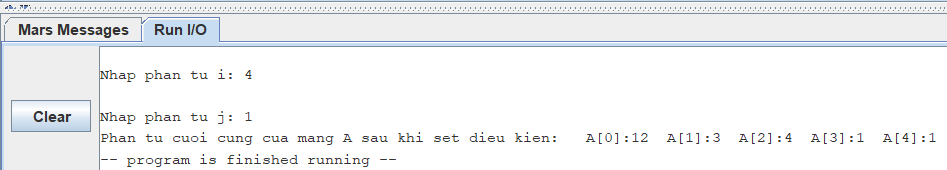 Mars Messages Run I/O
Nhap phan tu i: 4
Clear
Nhap phan tu j: 1
Phan tu cuoi cung cua mang A sau khi set dieu kien: A[0]:12 A[1]:3 A[2]:4 A[3]:1 A[4]:1
-- program is finished running --